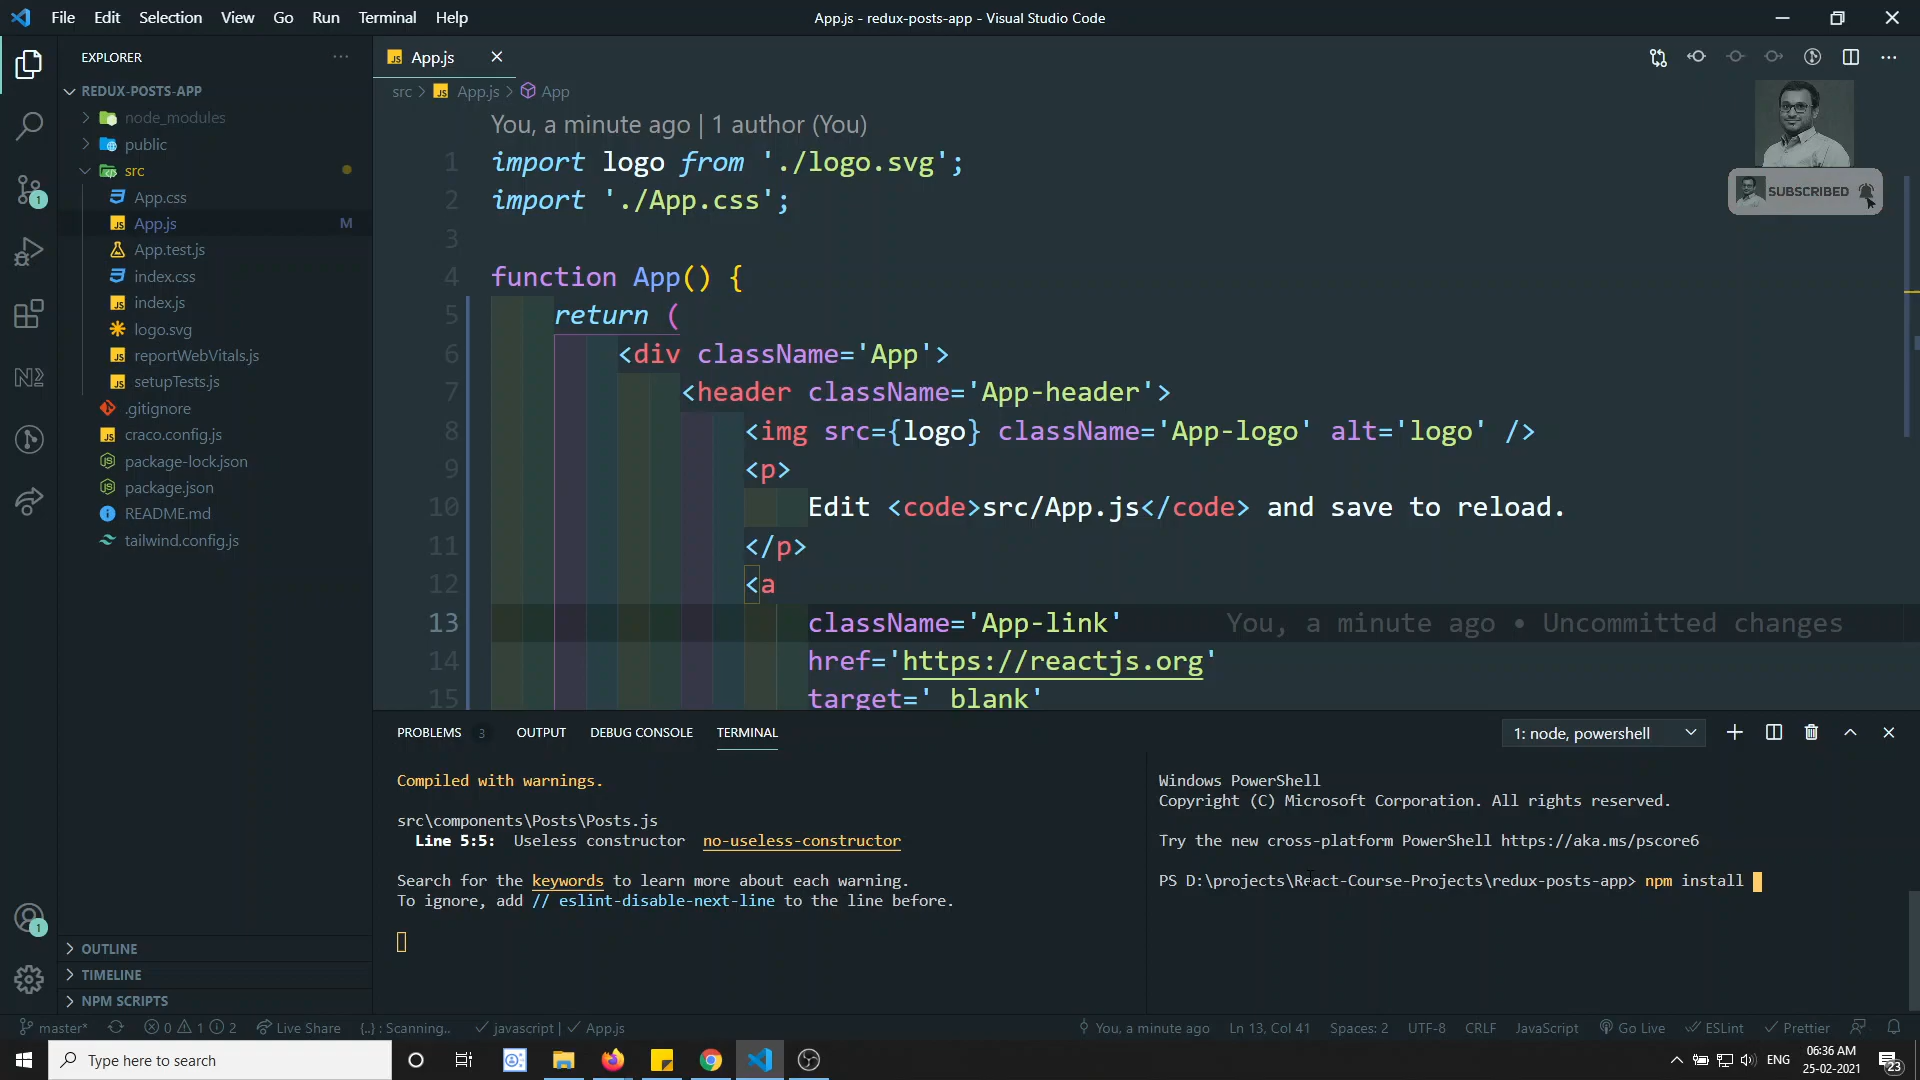 File Edit Selection View Go Run Terminal Help
App.js - redux-posts-app - Visual Studio Code
EXPLORER
REDUX-POSTS-APP
node_modules
public
src
App.css
App.js M
App.test.js
index.css
index.js
logo.svg
reportWebVitals.js
setupTests.js
.gitignore
craco.config.js
package-lock.json
package.json
README.md
tailwind.config.js
OUTLINE
TIMELINE
NPM SCRIPTS
1
1
App.js
src > App.js > App
SUBSCRIBED
You, a minute ago | 1 author (You)
1 import logo from './logo.svg';
2 import './App.css';
3
4 function App() {
5 return (
6 <div className='App'>
7 <header className='App-header'>
8 <img src={logo} className='App-logo' alt='logo' />
9 <p>
10 Edit <code>src/App.js</code> and save to reload.
11 </p>
12 <a
13 className='App-link' You, a minute ago • Uncommitted changes
14 href='https://reactjs.org'
15 target='_blank'
PROBLEMS 3 OUTPUT DEBUG CONSOLE TERMINAL
1: node, powershell
Compiled with warnings.
src\components\Posts\Posts.js
Line 5:5: Useless constructor no-useless-constructor
Search for the keywords to learn more about each warning.
To ignore, add // eslint-disable-next-line to the line before.
Windows PowerShell
Copyright (C) Microsoft Corporation. All rights reserved.
Try the new cross-platform PowerShell https://aka.ms/pscore6
PS D:\projects\React-Course-Projects\redux-posts-app> npm install
master* 0 1 2 Live Share {..} : Scanning.. javascript | App.js
You, a minute ago Ln 13, Col 41 Spaces: 2 UTF-8 CRLF JavaScript Go Live ESLint Prettier
Type here to search
ENG
06:36 AM
25-02-2021
23